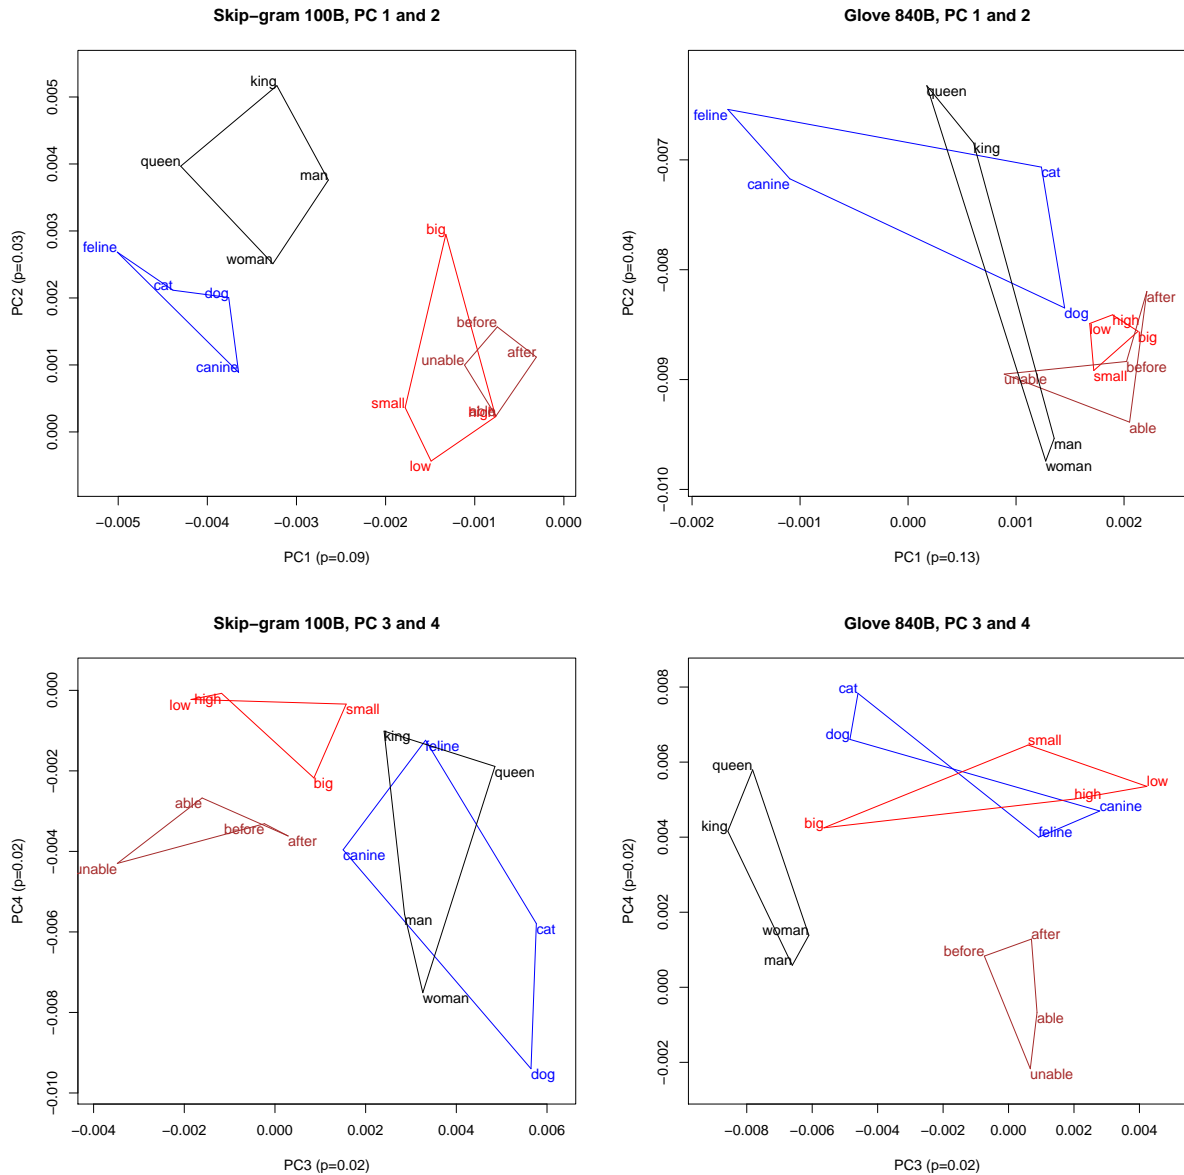 Skip−gram 100B, PC 1 and 2
king
queen
man
woman
feline
cat
dog
canine
big
before
after
unable
small
able
high
low
0.005
0.004
0.003
0.002
0.001
0.000
PC2 (p=0.03)
−0.005
−0.004
−0.003
−0.002
−0.001
0.000
PC1 (p=0.09)
Glove 840B, PC 1 and 2
queen
feline
king
cat
canine
after
dog
high
low
big
before
unable
small
able
man
woman
−0.007
−0.008
−0.009
−0.010
PC2 (p=0.04)
−0.002
−0.001
0.000
0.001
0.002
PC1 (p=0.13)
Skip−gram 100B, PC 3 and 4
high
low
small
king
feline
queen
big
able
before
after
unable
canine
man
cat
woman
dog
0.000
−0.002
−0.004
−0.006
−0.008
−0.010
PC4 (p=0.02)
−0.004
−0.002
0.000
0.002
0.004
0.006
PC3 (p=0.02)
Glove 840B, PC 3 and 4
cat
dog
small
queen
low
high
canine
big
king
feline
woman
man
after
before
able
unable
0.008
0.006
0.004
0.002
0.000
−0.002
PC4 (p=0.02)
−0.008
−0.006
−0.004
−0.002
0.000
0.002
0.004
PC3 (p=0.02)